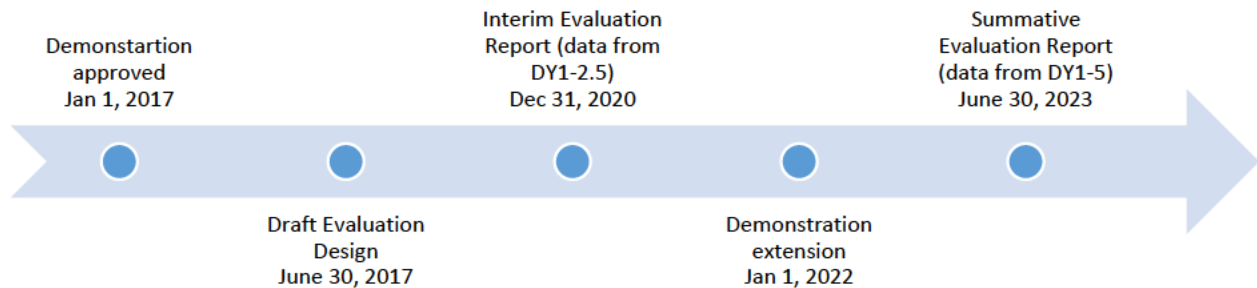 Demonstartion
approved
Jan 1, 2017
Draft Evaluation
Design
June 30, 2017
Interim Evaluation
Report (data from
DY1-2.5)
Dec 31, 2020
Demonstration
extension
Jan 1, 2022
Summative
Evaluation Report
(data from DY1-5)
June 30, 2023